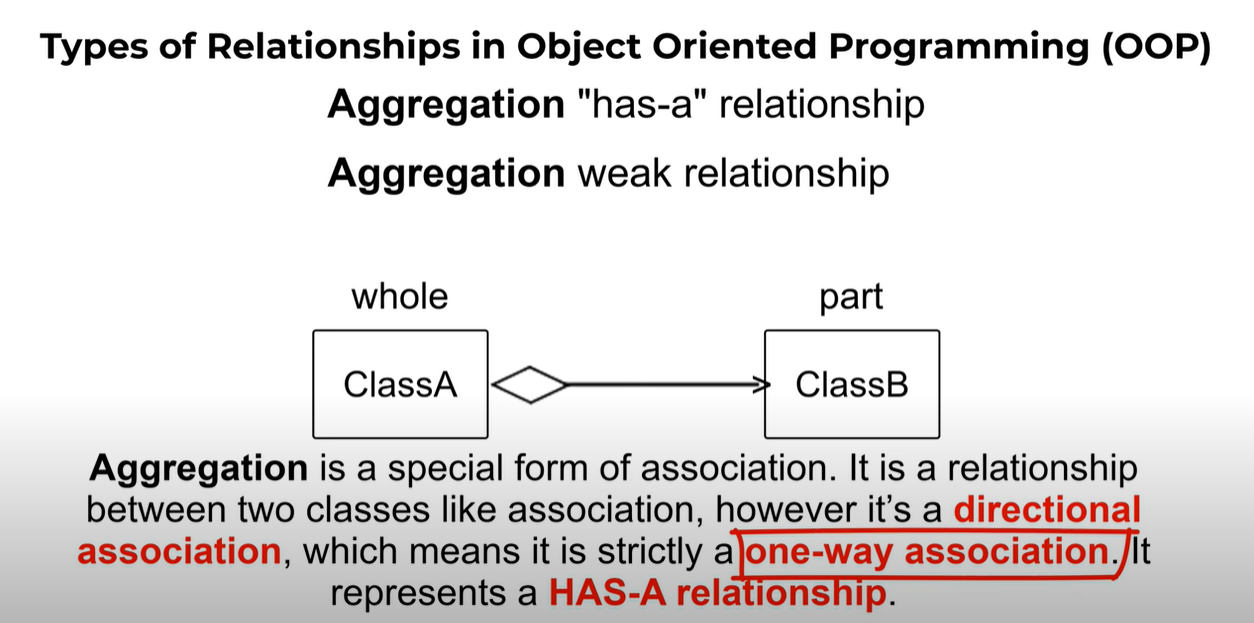 Types of Relationships in Object Oriented Programming (OOP)
Aggregation "has-a" relationship
Aggregation weak relationship
whole
part
ClassA
ClassB
Aggregation is a special form of association. It is a relationship
between two classes like association, however it’s a directional
association, which means it is strictly a one-way association. It
represents a HAS-A relationship.